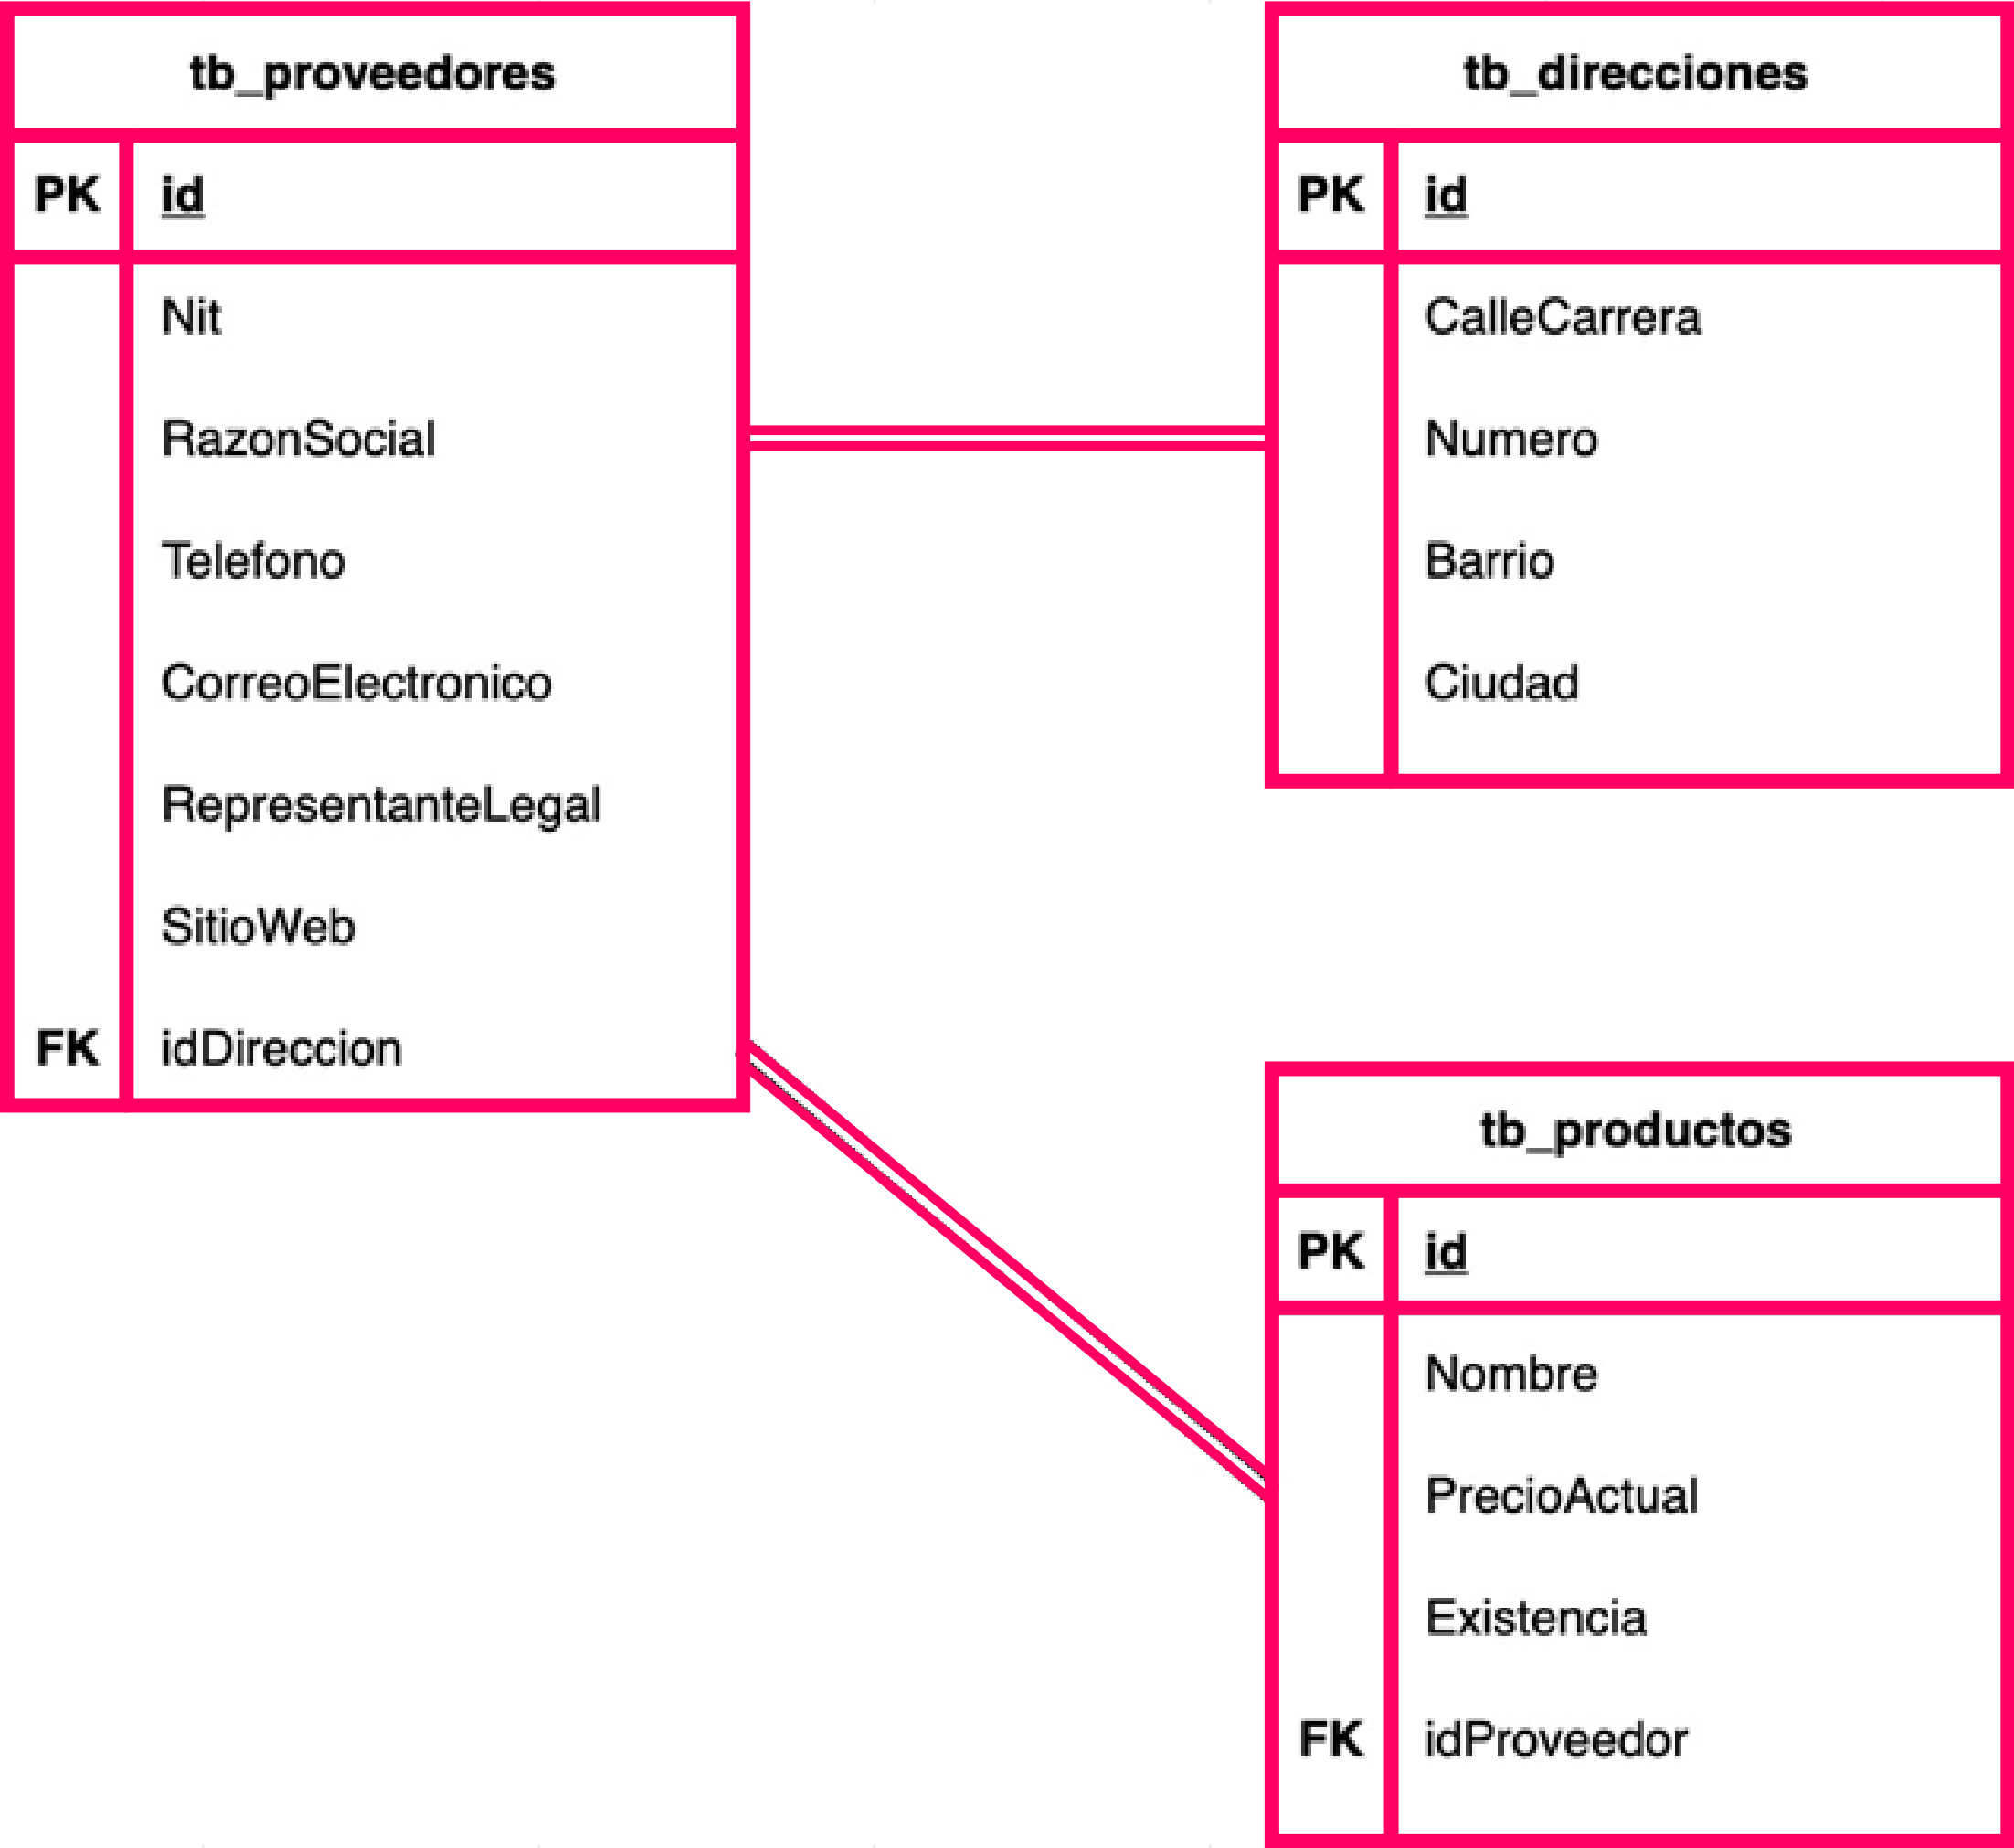 tb_proveedores
PK id
Nit
RazonSocial
Telefono
CorreoElectronico
RepresentanteLegal
SitioWeb
FK idDireccion
tb_direcciones
PK id
CalleCarrera
Numero
Barrio
Ciudad
tb_productos
PK id
Nombre
PrecioActual
Existencia
FK idProveedor